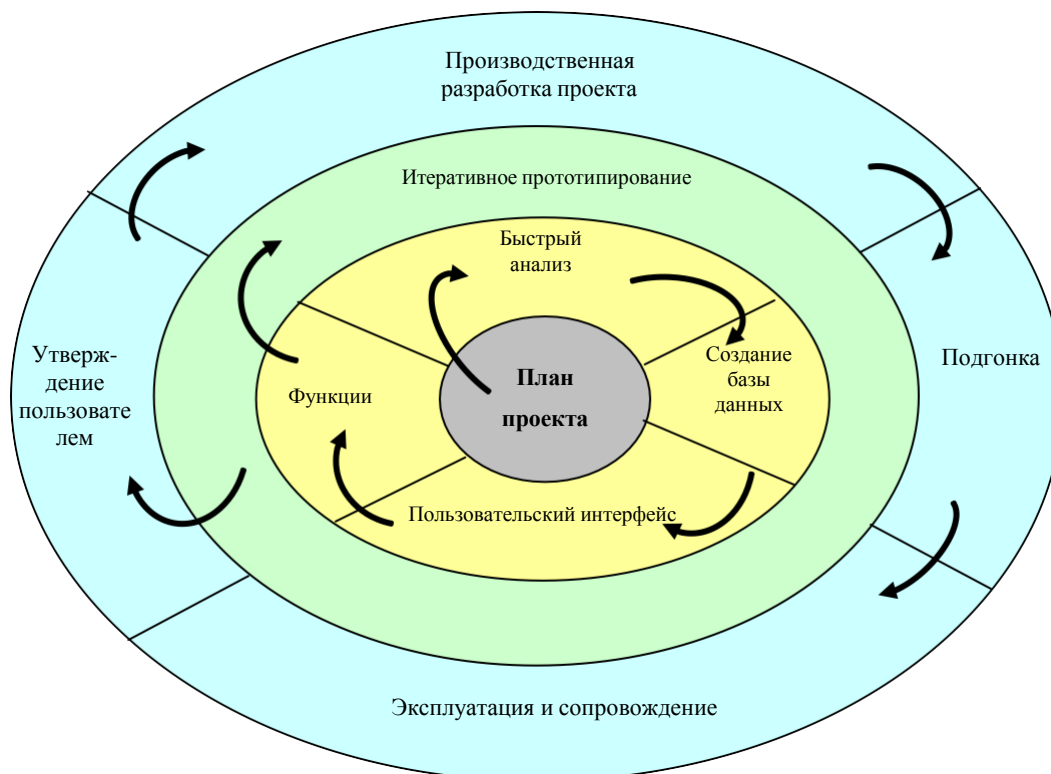 Производственная
разработка проекта
Итеративное прототипирование
Быстрый
анализ
Создание
базы
данных
Подгонка
Утверж-
дение
пользовате
лем
Функции
План
проекта
Пользовательский интерфейс
Эксплуатация и сопровождение